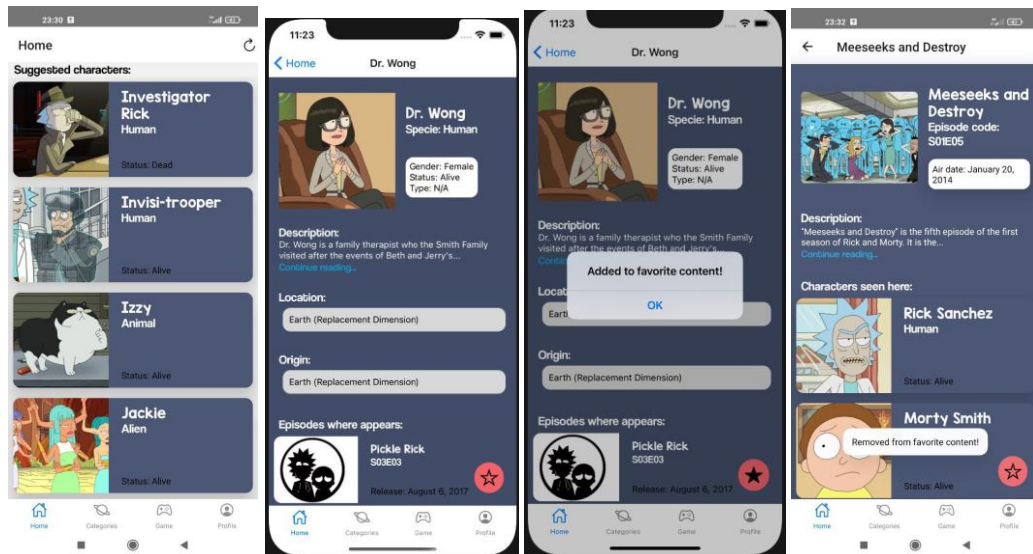 23:30
Home
Suggested characters:
Investigator
Rick
Human
Status: Dead
Invisi-trooper
Human
Status: Alive
Izzy
Animal
Status: Alive
Jackie
Alien
Status: Alive
Home
Categories
Game
Profile
11:23
Home
Dr. Wong
Dr. Wong
Specie: Human
Gender: Female
Status: Alive
Type: N/A
Description:
Dr. Wong is a family therapist who the Smith Family
visited after the events of Beth and Jerry's...
Continue reading...
Location:
Earth (Replacement Dimension)
Origin:
Earth (Replacement Dimension)
Episodes where appears:
Pickle Rick
S03E03
Release: August 6, 2017
Home
Categories
Game
Profile
11:23
Home
Dr. Wong
Dr. Wong
Specie: Human
Gender: Female
Status: Alive
Type: N/A
Description:
Dr. Wong is a family therapist who the Smith Family
visited after the events of Beth and Jerry's...
Added to favorite content!
OK
Origin:
Earth (Replacement Dimension)
Episodes where appears:
Pickle Rick
S03E03
Release: August 6, 2017
Home
Categories
Game
Profile
23:32
Meeseeks and Destroy
Meeseeks and
Destroy
Episode code:
S01E05
Air date: January 20,
2014
Description:
"Meeseeks and Destroy" is the fifth episode of the first
season of Rick and Morty. It is the...
Continue reading...
Characters seen here:
Rick Sanchez
Human
Status: Alive
Morty Smith
Removed from favorite content!
Status: Alive
Home
Categories
Game
Profile